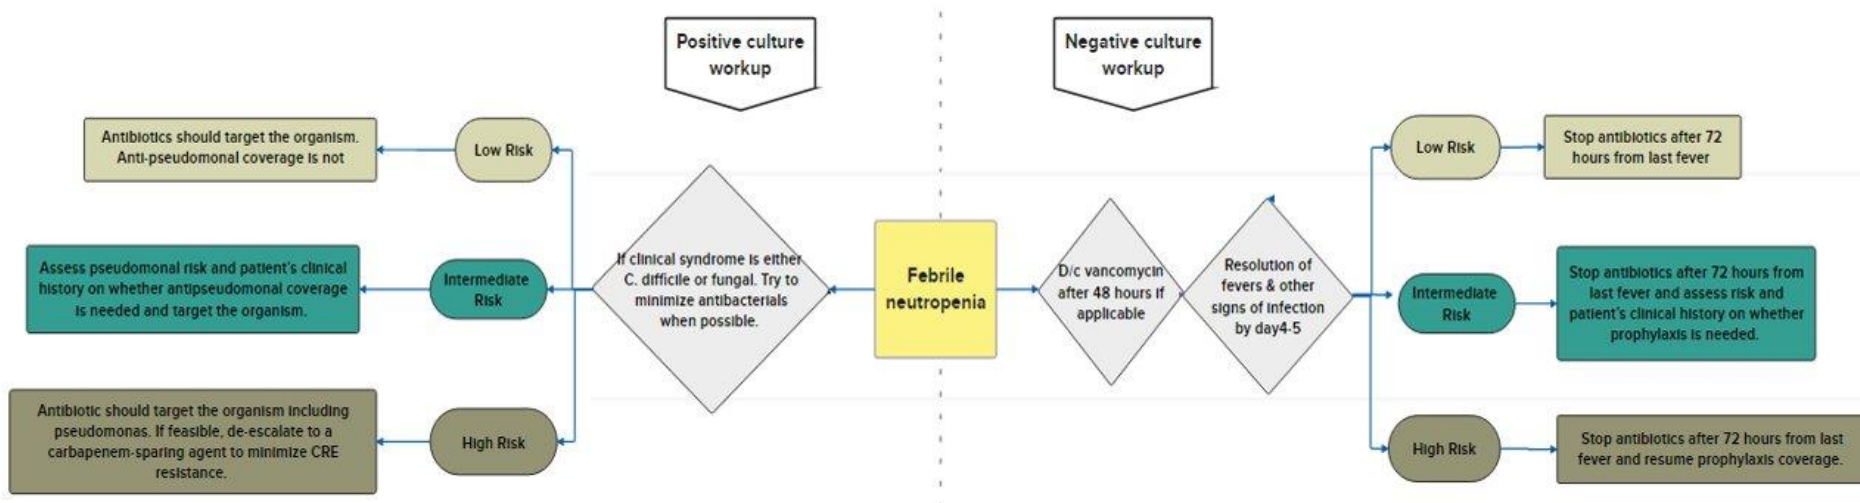 Positive culture
workup
Negative culture
workup
Antibiotics should target the organism.
Anti-pseudomonal coverage is not
Low Risk
Assess pseudomonal risk and patient's clinical
history on whether antipseudomonal coverage
is needed and target the organism.
Intermediate
Risk
Antibiotic should target the organism including
pseudomonas. If feasible, de-escalate to a
carbapenem-sparing agent to minimize CRE
resistance.
High Risk
If clinical syndrome is either
C. difficile or fungal. Try to
minimize antibacterials
when possible.
Febrile
neutropenia
D/c vancomycin
after 48 hours if
applicable
Resolution of
fevers & other
signs of infection
by day4-5
Low Risk
Stop antibiotics after 72
hours from last fever
Intermediate
Risk
Stop antibiotics after 72 hours from
last fever and assess risk and
patient's clinical history on whether
prophylaxis is needed.
High Risk
Stop antibiotics after 72 hours from last
fever and resume prophylaxis coverage.